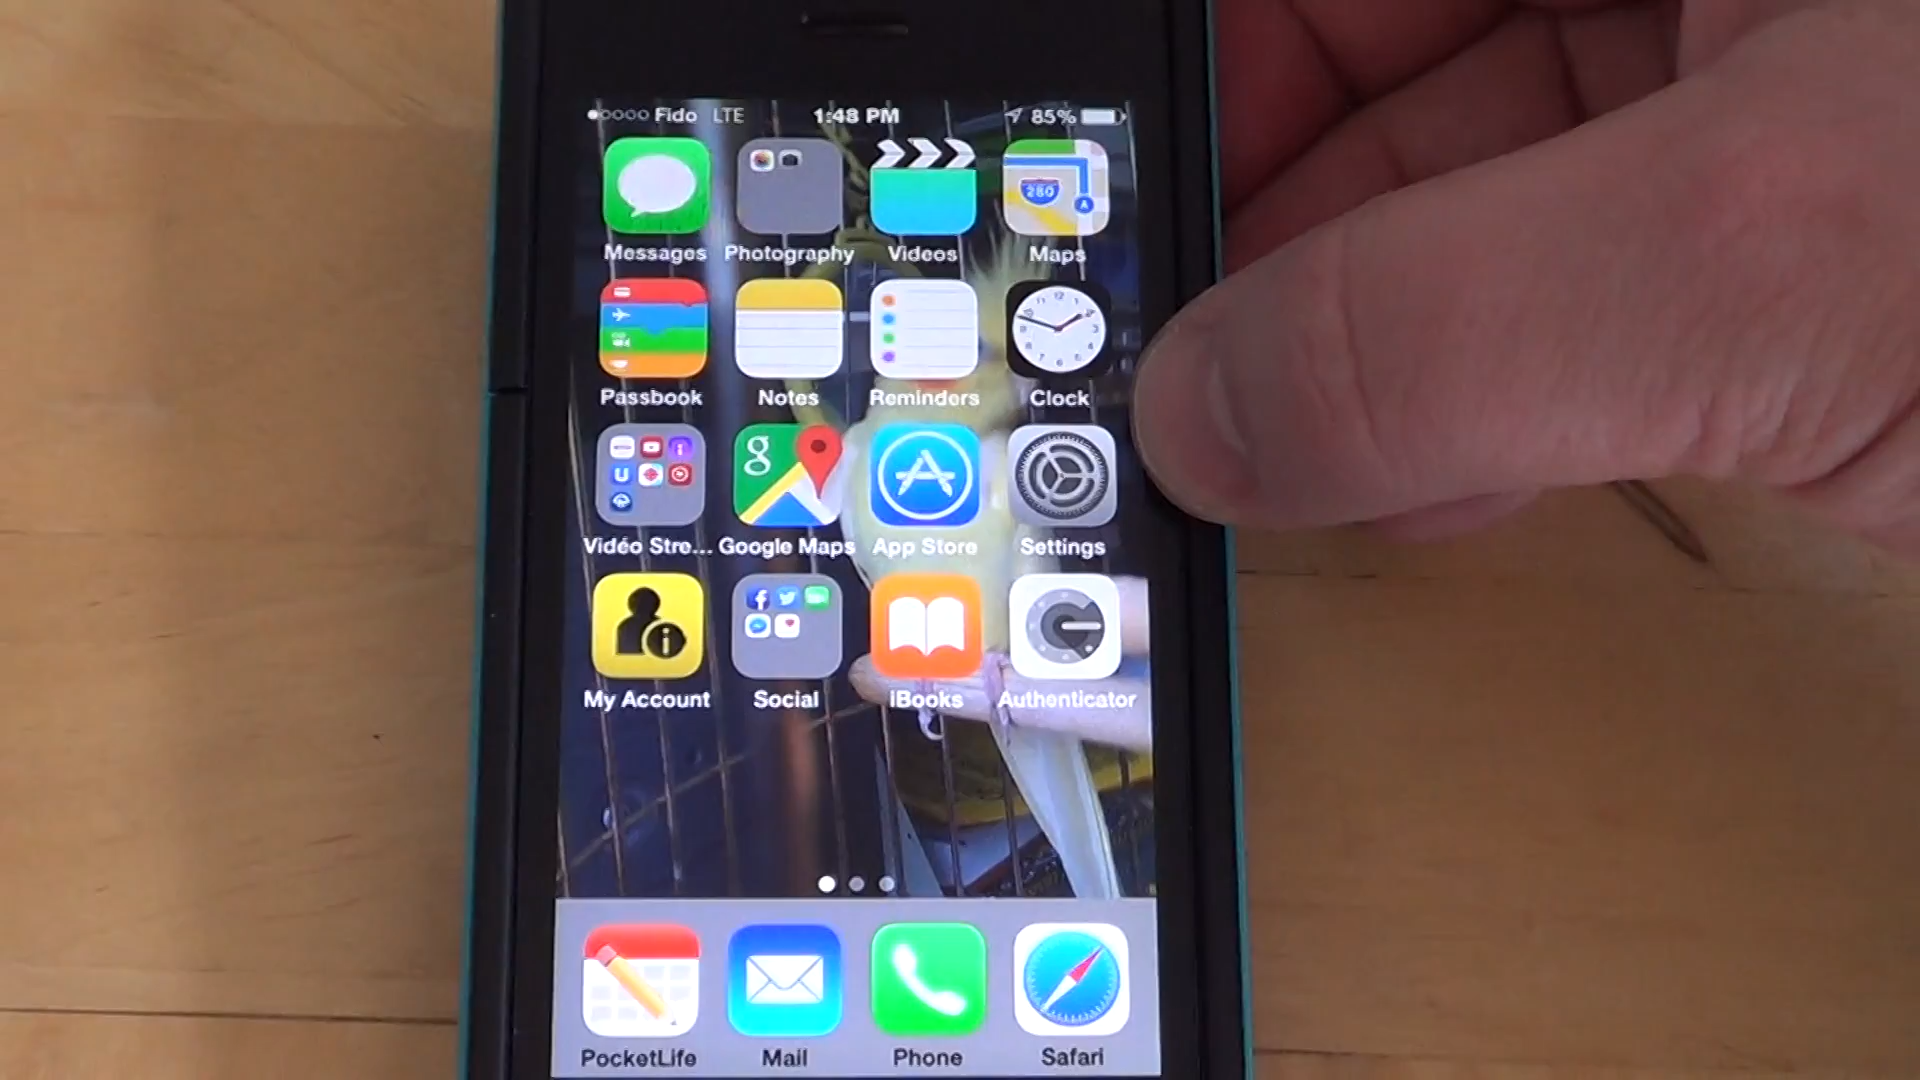 Fido LTE 1:48 PM 85%
280
A
Messages Photography Videos Maps
Passbook Notes Reminders Clock
g
Vidéo Stre... Google Maps App Store Settings
My Account Social iBooks Authenticator
PocketLife Mail Phone Safari